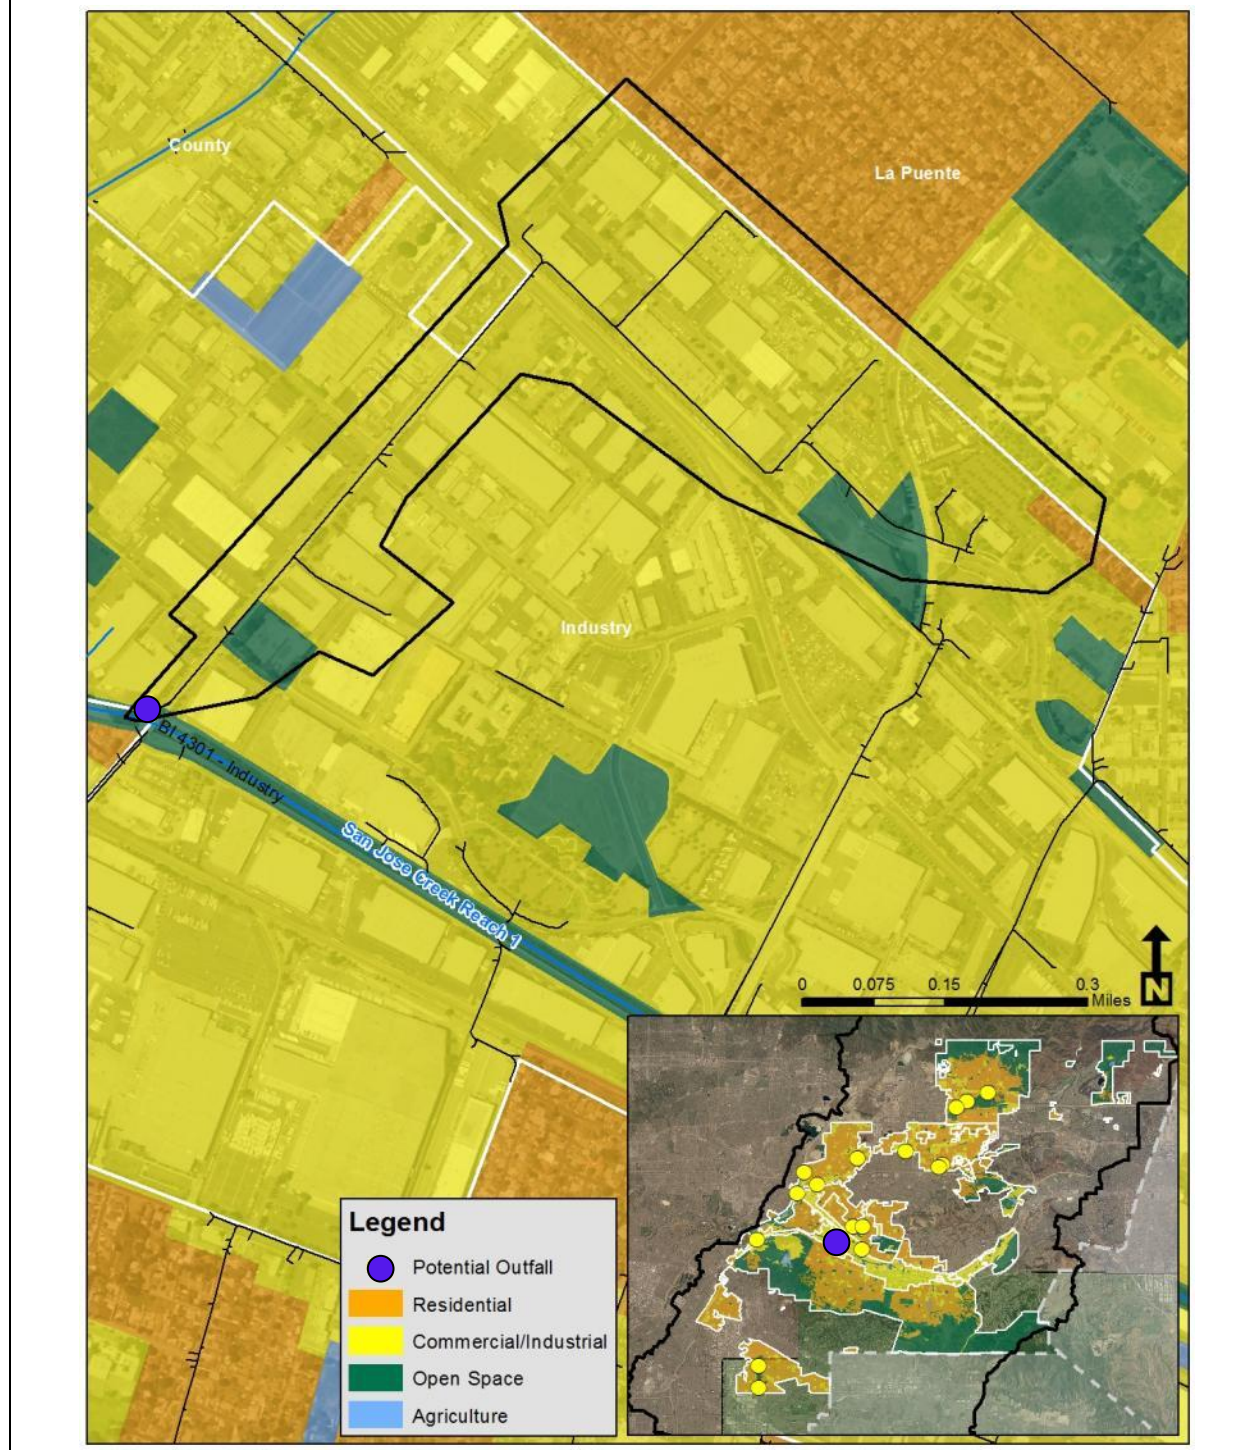 County
La Puente
Industry
BI 4301 - Industry
San Jose Creek Reach 1
0 0.075 0.15 0.3
Miles
N
Legend
Potential Outfall
Residential
Commercial/Industrial
Open Space
Agriculture